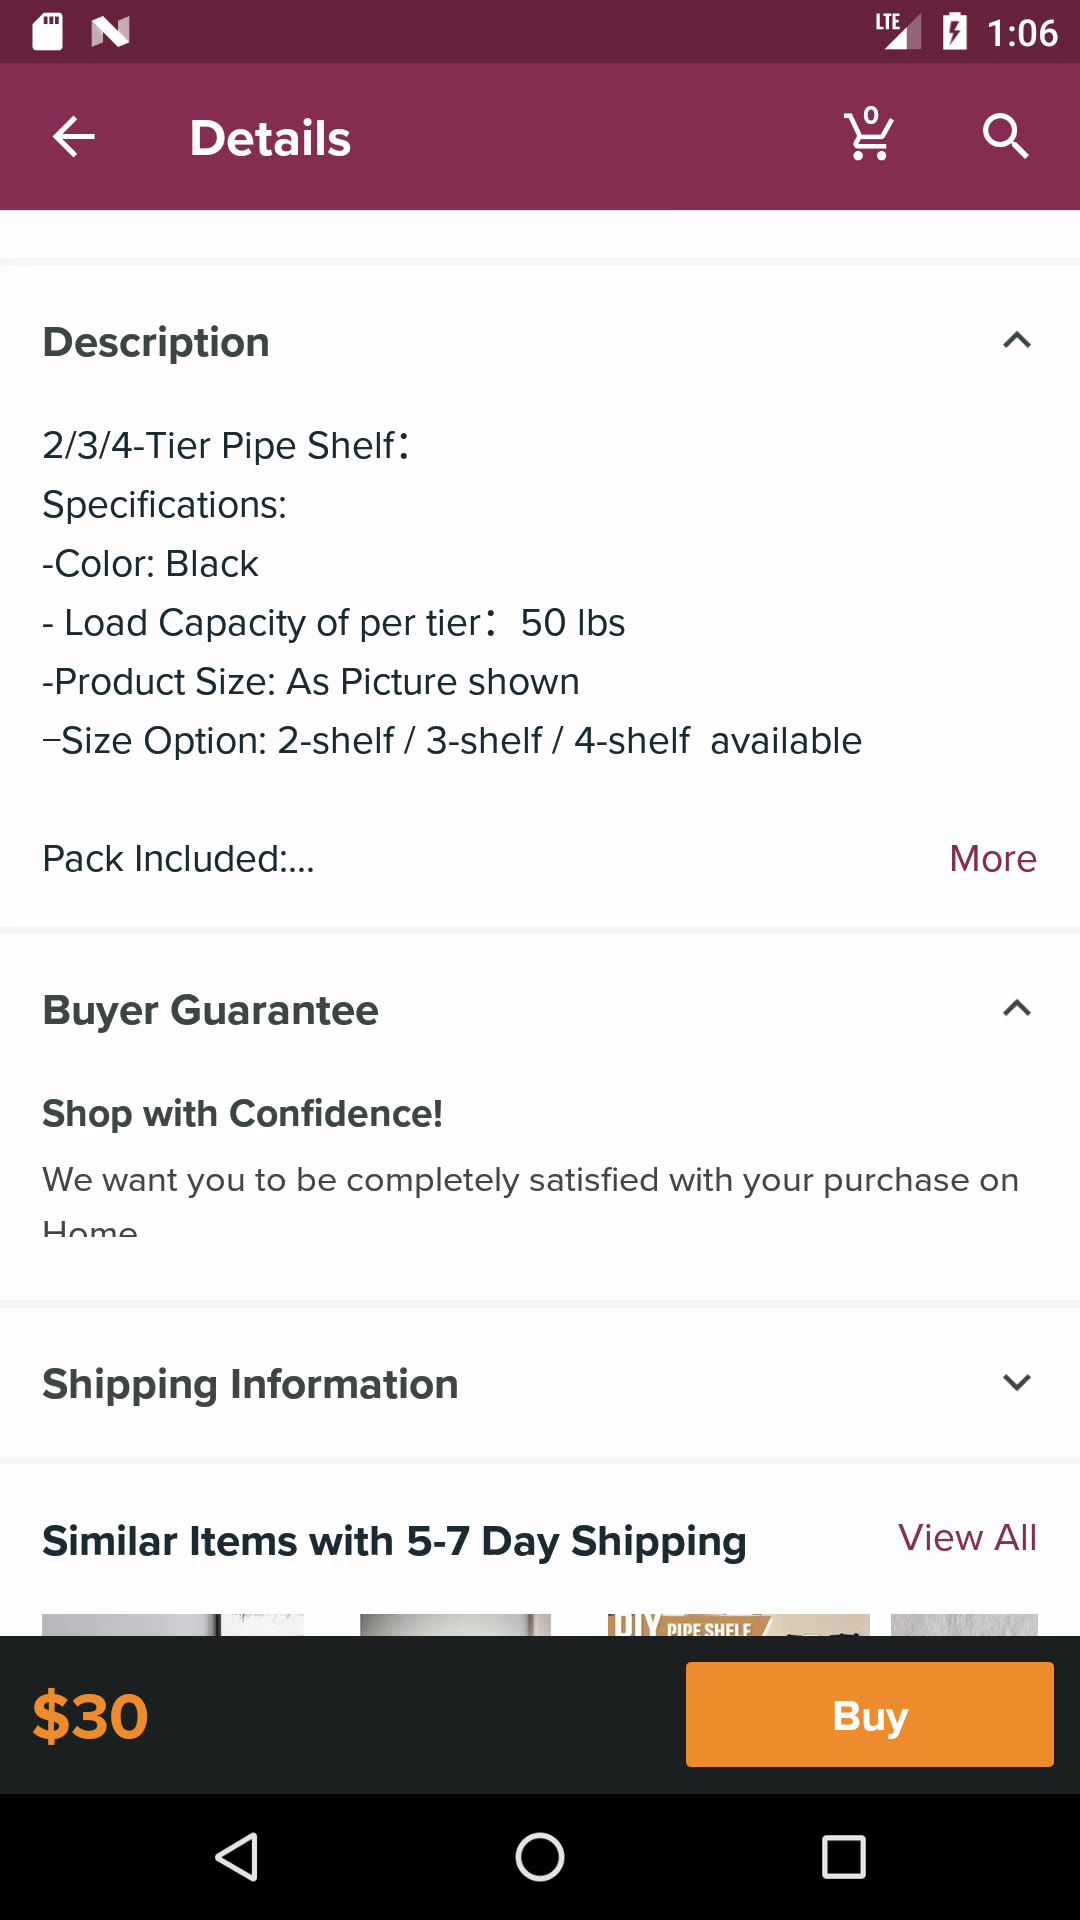 LTE 1:06
Details 0
Description
2/3/4-Tier Pipe Shelf：
Specifications:
-Color: Black
- Load Capacity of per tier： 50 lbs
-Product Size: As Picture shown
–Size Option: 2-shelf / 3-shelf / 4-shelf  available
Pack Included:... More
Buyer Guarantee
Shop with Confidence!
We want you to be completely satisfied with your purchase on
Home
Shipping Information
Similar Items with 5-7 Day Shipping View All
DIY PIPE SHELF
$30 Buy